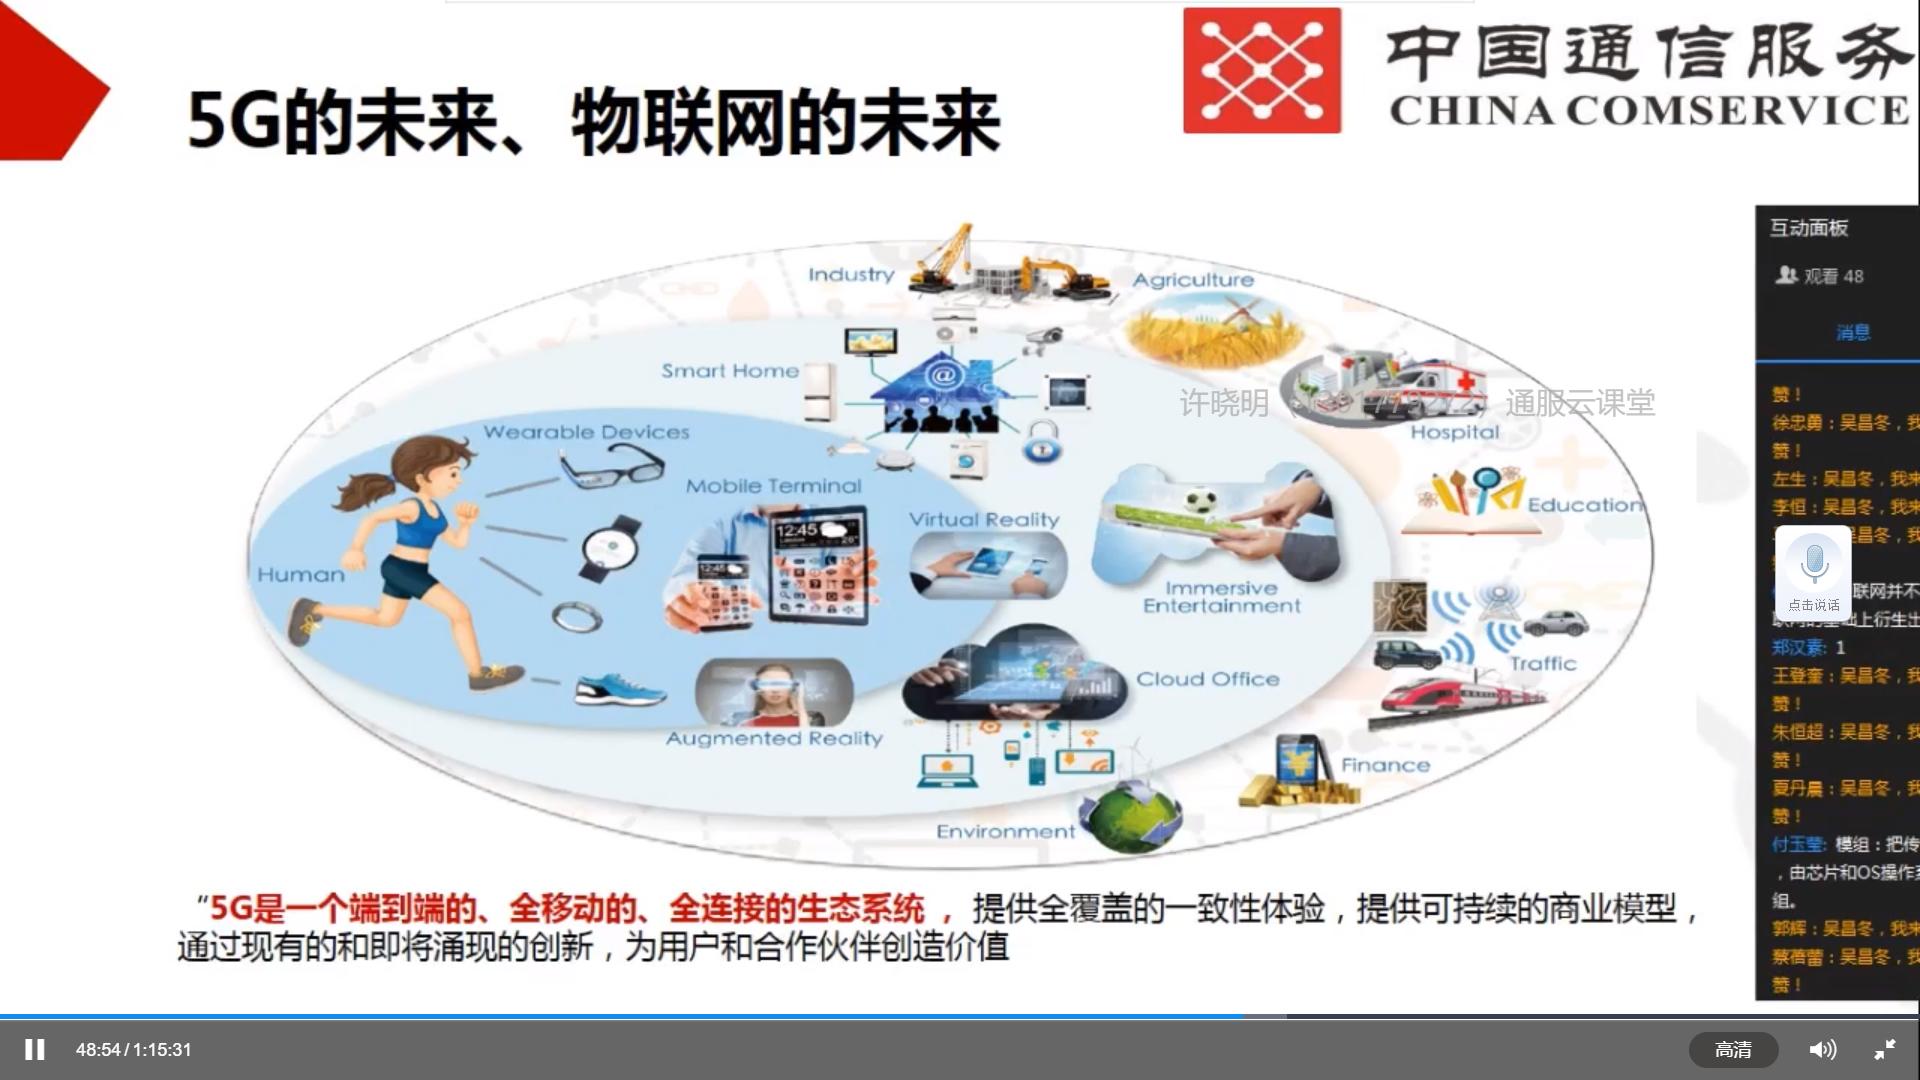 中国通信服务
CHINA COMSERVICE
5G的未来、物联网的未来
Industry
Agriculture
Smart Home
Wearable Devices
Hospital
Mobile Terminal
Virtual Reality
Education
Human
Immersive
Entertainment
Traffic
Cloud Office
Augmented Reality
Finance
Environment
12:45
12:45
许晓明
通服云课堂
“5G是一个端到端的、全移动的、全连接的生态系统 ，提供全覆盖的一致性体验，提供可持续的商业模型，
通过现有的和即将涌现的创新，为用户和合作伙伴创造价值
互动面板
观看 48
消息
赞！
徐忠勇：吴昌冬，我
赞！
左生：吴昌冬，我来
李恒：吴昌冬，我来
吴昌冬，我
点击说话
联网并不
上衍生出
郑汉素: 1
王登奎：吴昌冬，我
赞！
朱恒超：吴昌冬，我
赞！
夏丹晨：吴昌冬，我
赞！
付玉莹: 模组：把传
，由芯片和OS操作系
组。
郭辉：吴昌冬，我来
蔡蓓蕾：吴昌冬，我
赞！
48:54 / 1:15:31
高清